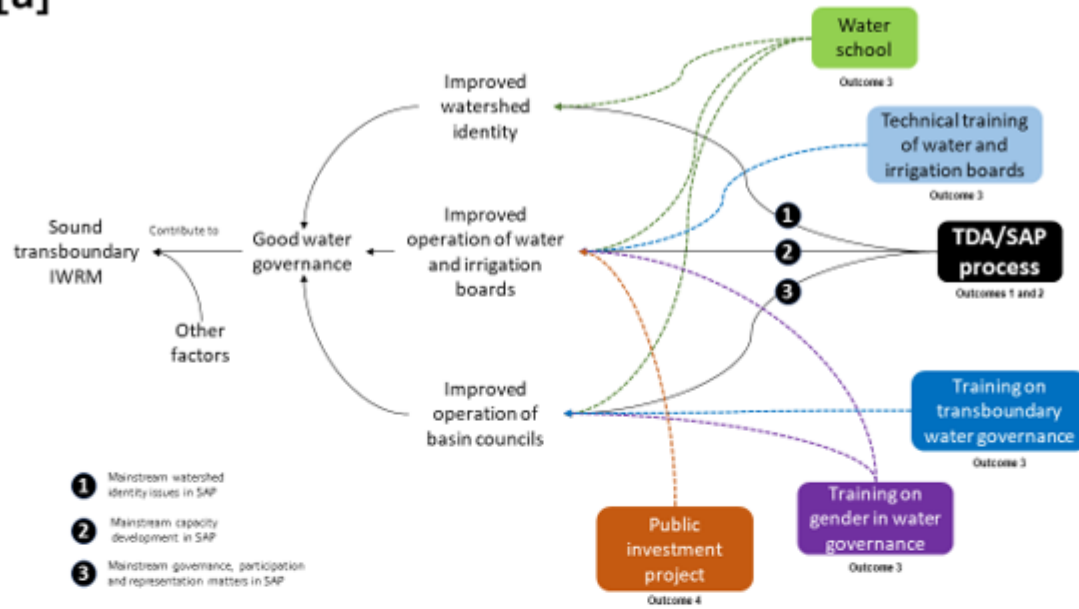 [a]
Water
school
Outcome 3
Improved
watershed
identity
Technical training
of water and
irrigation boards
Outcome 3
Sound
transboundary
IWRM
Contribute to
Good water
governance
Improved
operation of water
and irrigation
boards
1
2
3
TDA/SAP
process
Outcomes 1 and 2
Other
factors
Improved
operation of
basin councils
Training on
transboundary
water governance
Outcome 3
1
Mainstream watershed
identity issues in SAP
2
Mainstream capacity
development in SAP
3
Mainstream governance, participation
and representation matters in SAP
Public
investment
project
Outcome 4
Training on
gender in water
governance
Outcome 3